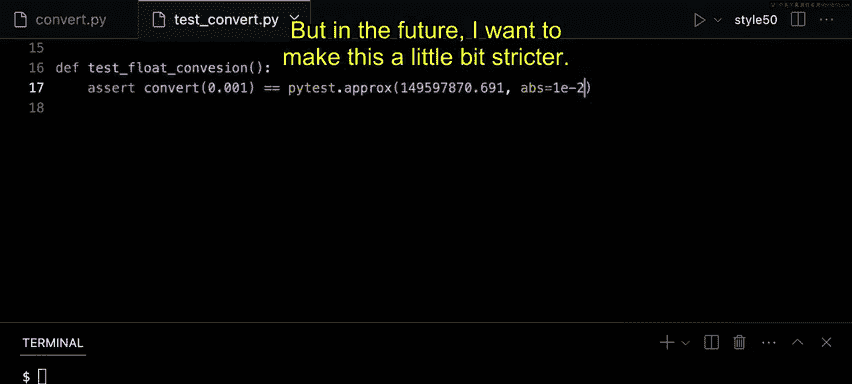 convert.py
test_convert.py
style50
But in the future, I want to
make this a little bit stricter.
15
16 def test_float_convesion():
17 assert convert(0.001) == pytest.approx(149597870.691, abs=1e-2)
18
TERMINAL
$